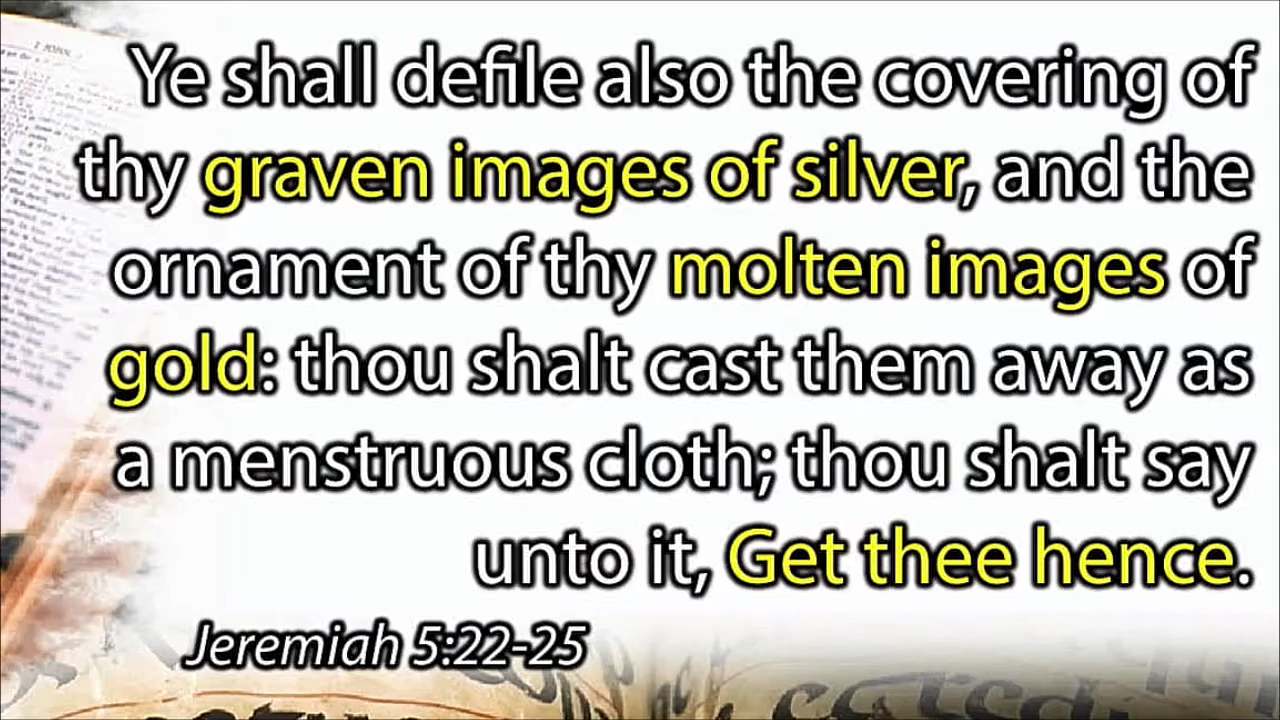 Ye shall defile also the covering of
thy graven images of silver, and the
ornament of thy molten images of
gold: thou shalt cast them away as
a menstruous cloth; thou shalt say
unto it, Get thee hence.
Jeremiah 5:22-25